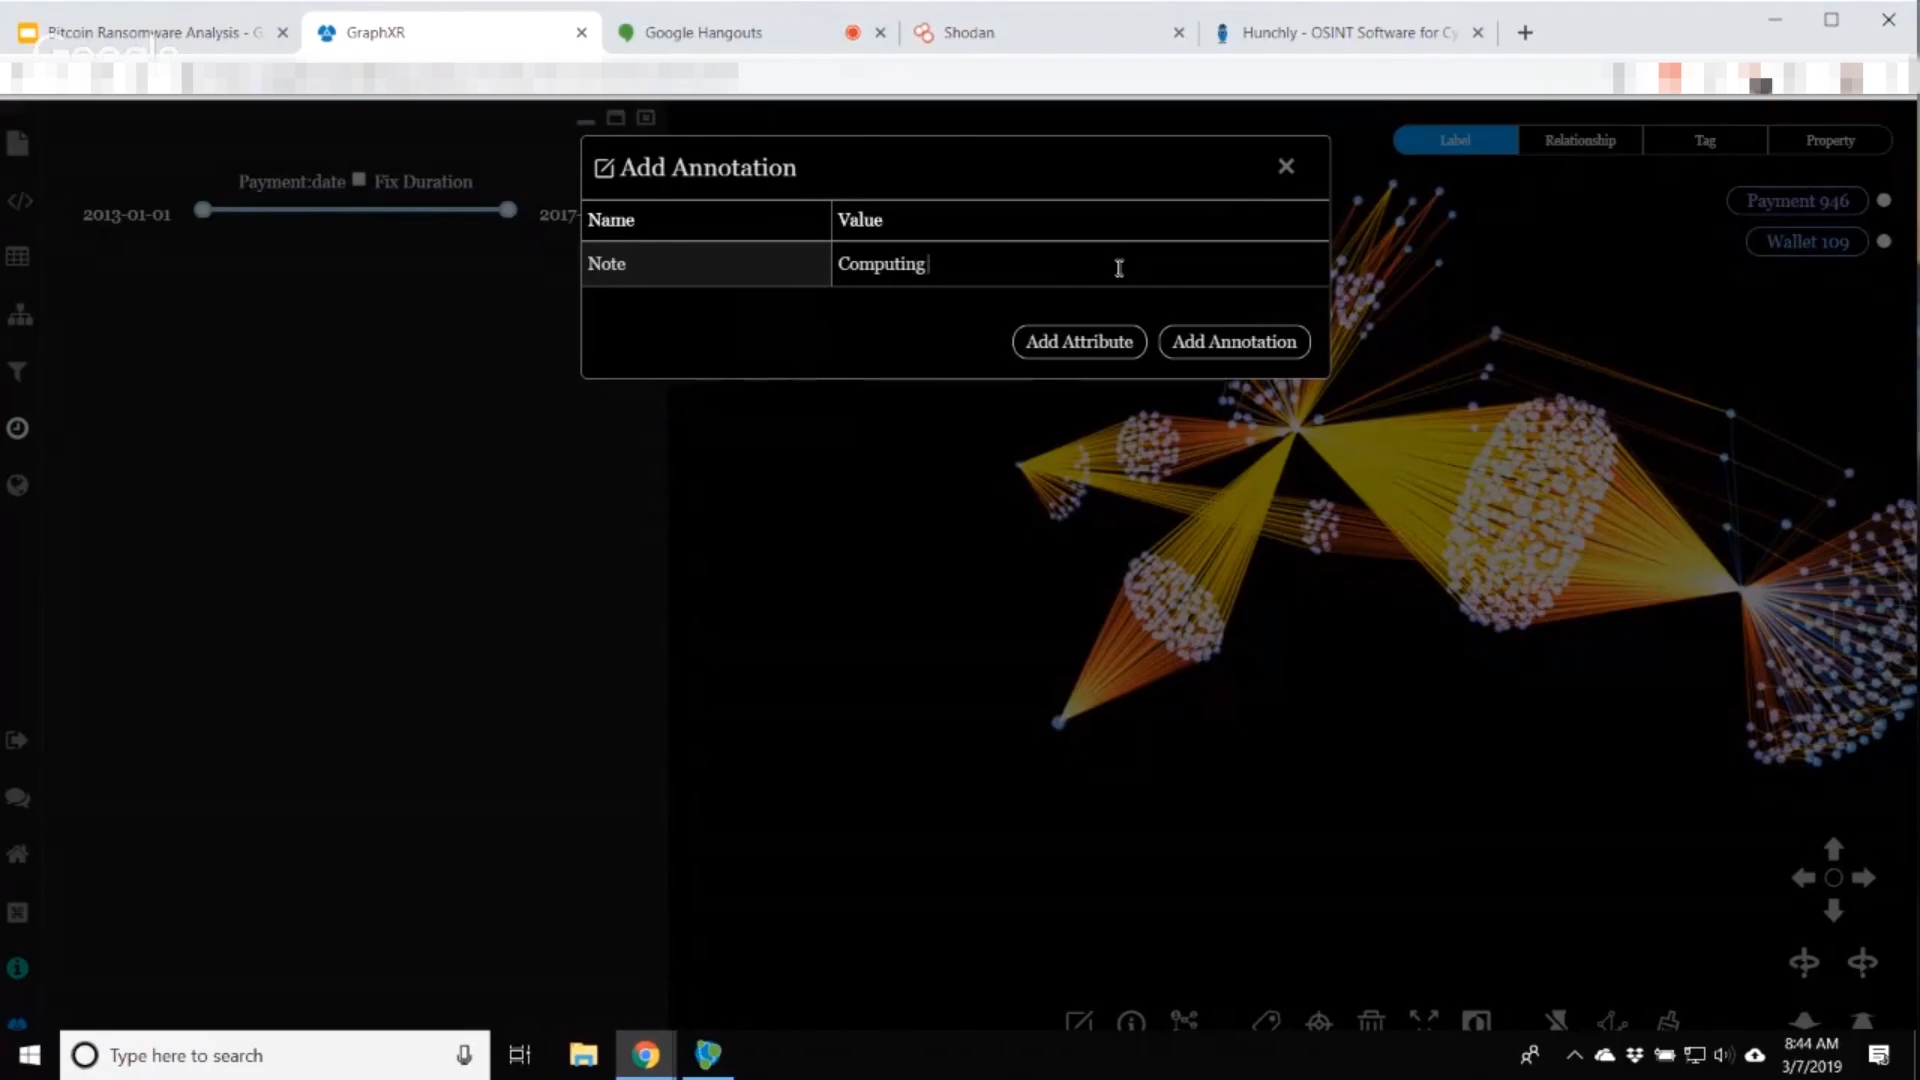 Bitcoin Ransomware Analysis - G
GraphXR
Google Hangouts
Shodan
Hunchly - OSINT Software for Cy
Google
Add Annotation
Label
Relationship
Tag
Property
Payment:date
Fix Duration
2013-01-01
2017-
Name
Value
Note
Computing
Payment 946
Wallet 109
Add Attribute
Add Annotation
Type here to search
8:44 AM
3/7/2019